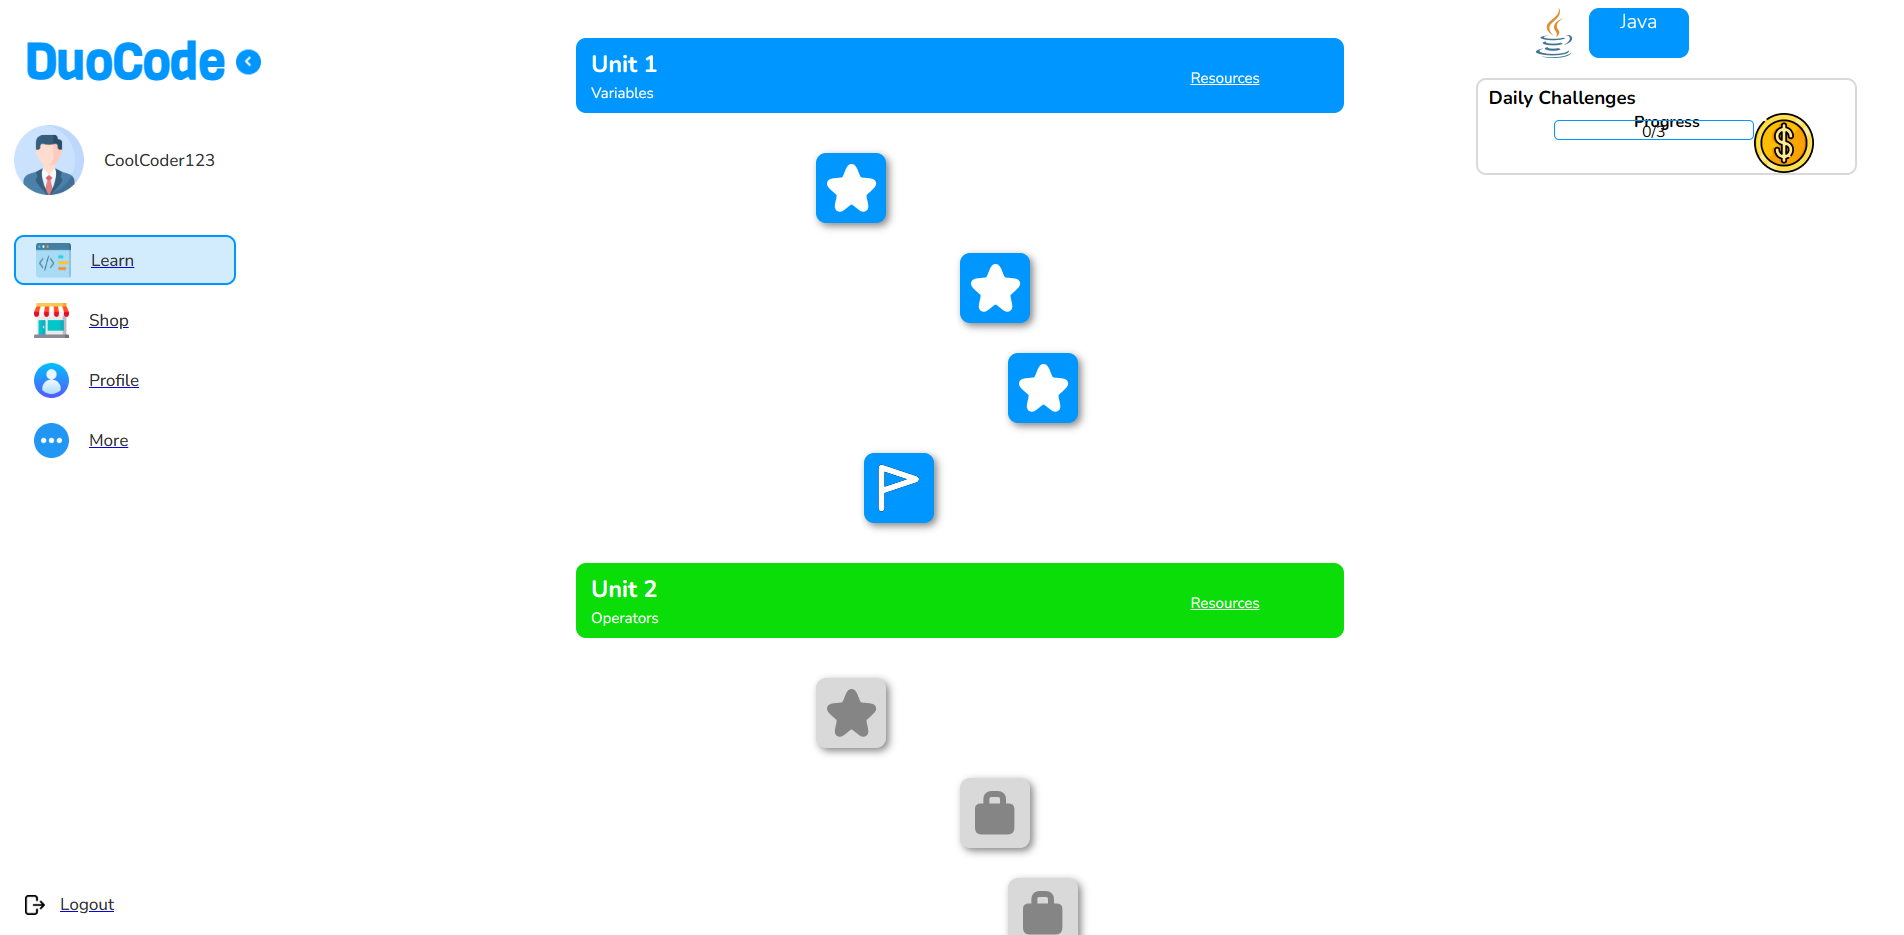 DuoCode
CoolCoder123
Learn
Shop
Profile
More
Logout
Unit 1
Variables
Resources
Unit 2
Operators
Resources
Java
Daily Challenges
Progress
0/3